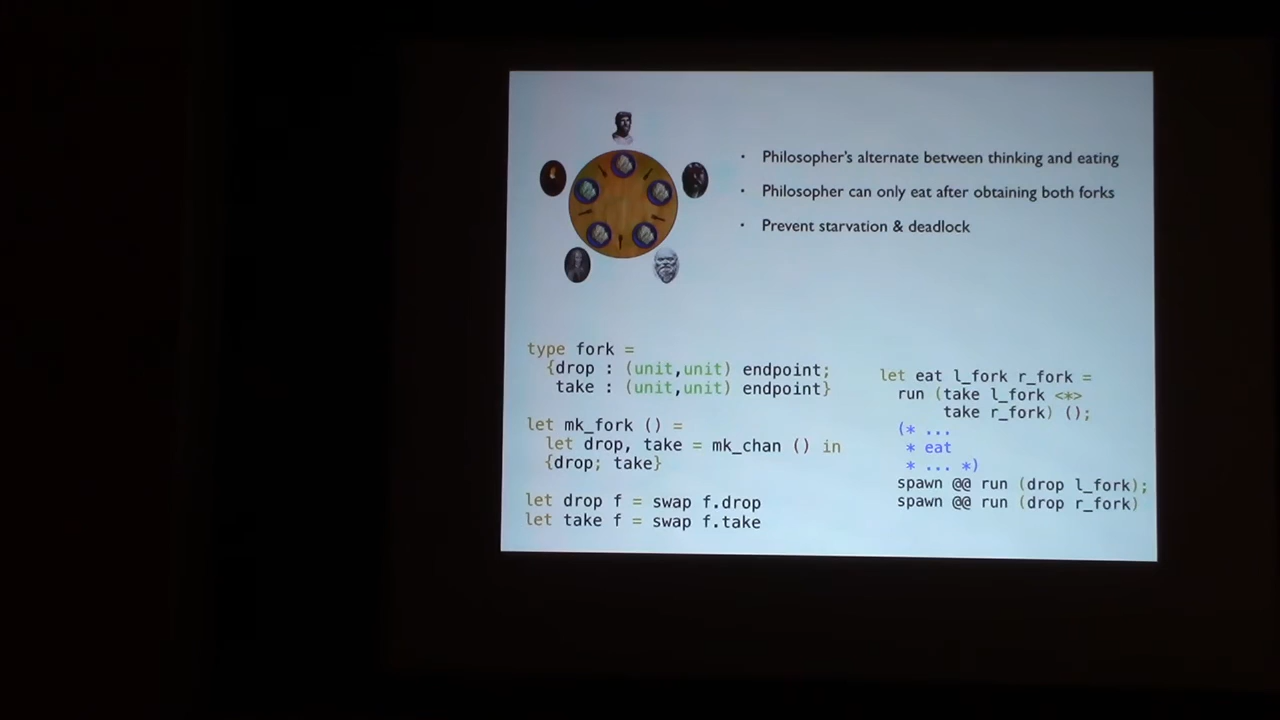 • Philosopher's alternate between thinking and eating
• Philosopher can only eat after obtaining both forks
• Prevent starvation & deadlock
type fork =
{drop : (unit,unit) endpoint;
take : (unit,unit) endpoint}
let mk_fork () =
let drop, take = mk_chan () in
{drop; take}
let drop f = swap f.drop
let take f = swap f.take
let eat l_fork r_fork =
run (take l_fork <*>
take r_fork) ();
(* ...
* eat
* ... *)
spawn @@ run (drop l_fork);
spawn @@ run (drop r_fork)